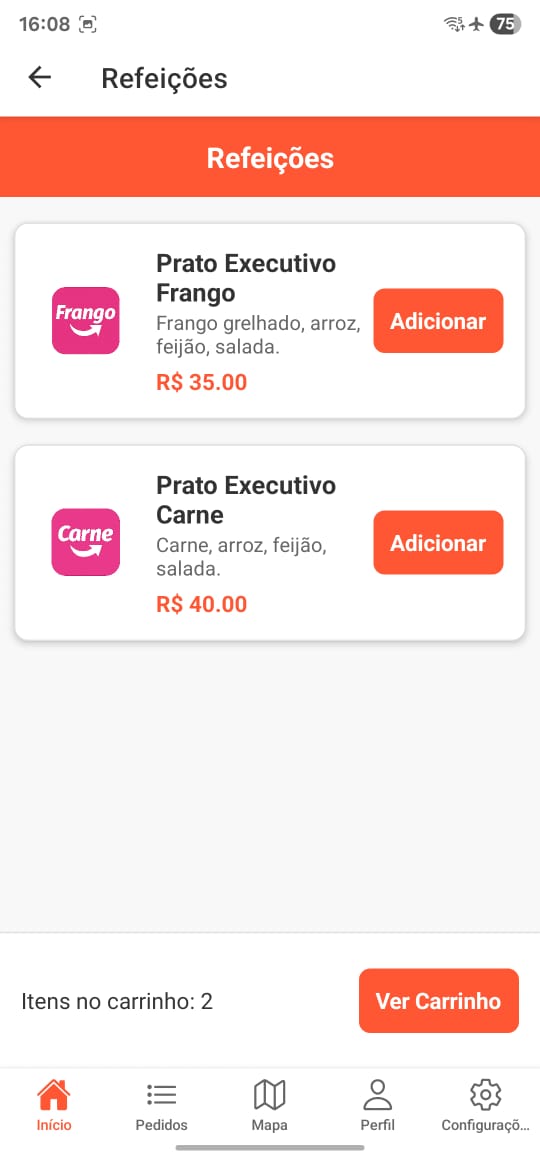 16:08
75
Refeições
Refeições
Prato Executivo
Frango
Frango
Frango grelhado, arroz,
feijão, salada.
R$ 35.00
Adicionar
Prato Executivo
Carne
Carne
Carne, arroz, feijão,
salada.
R$ 40.00
Adicionar
Itens no carrinho: 2
Ver Carrinho
Início
Pedidos
Mapa
Perfil
Configuraçõ...